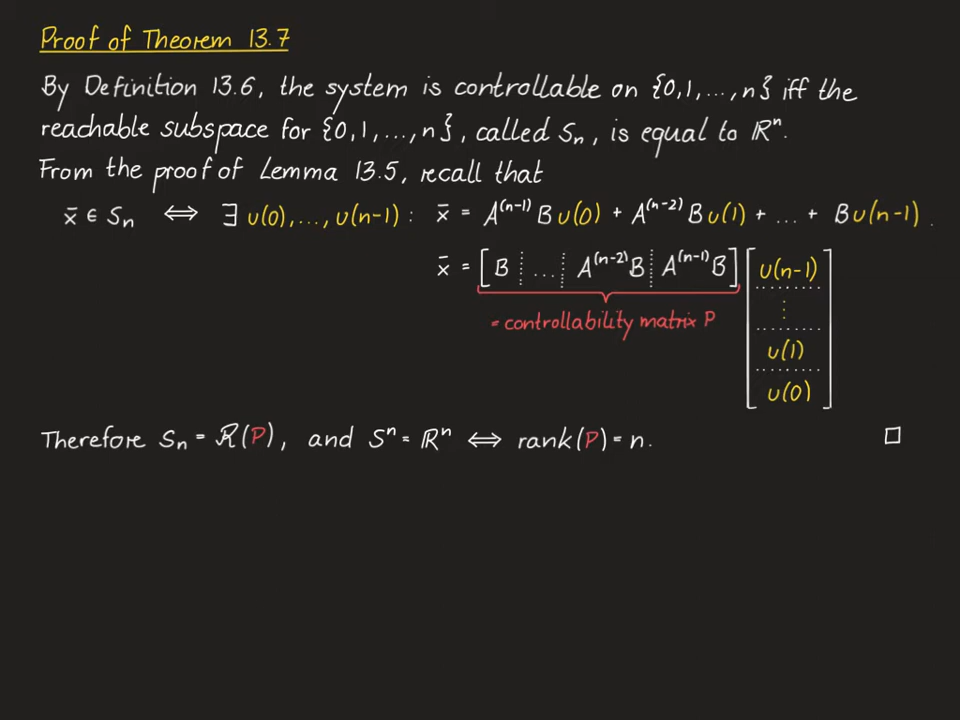 Proof of Theorem 13.7
By Definition 13.6, the system is controllable on {0,1,...,n} iff the
reachable subspace for {0,1,...,n}, called Sₙ, is equal to ℝⁿ.
From the proof of Lemma 13.5, recall that
x̄ ∈ Sₙ ⟺ ∃ u(0),...,u(n-1): x̄ = A⁽ⁿ⁻¹⁾Bu(0) + A⁽ⁿ⁻²⁾Bu(1) + ... + Bu(n-1).
x̄ = [B ⋮ ... ⋮ A⁽ⁿ⁻²⁾B ⋮ A⁽ⁿ⁻¹⁾B] [u(n-1)
⋮
= controllability matrix P
u(1)
u(0)]
Therefore Sₙ = ℛ(P), and Sⁿ = ℝⁿ ⟺ rank(P) = n. □